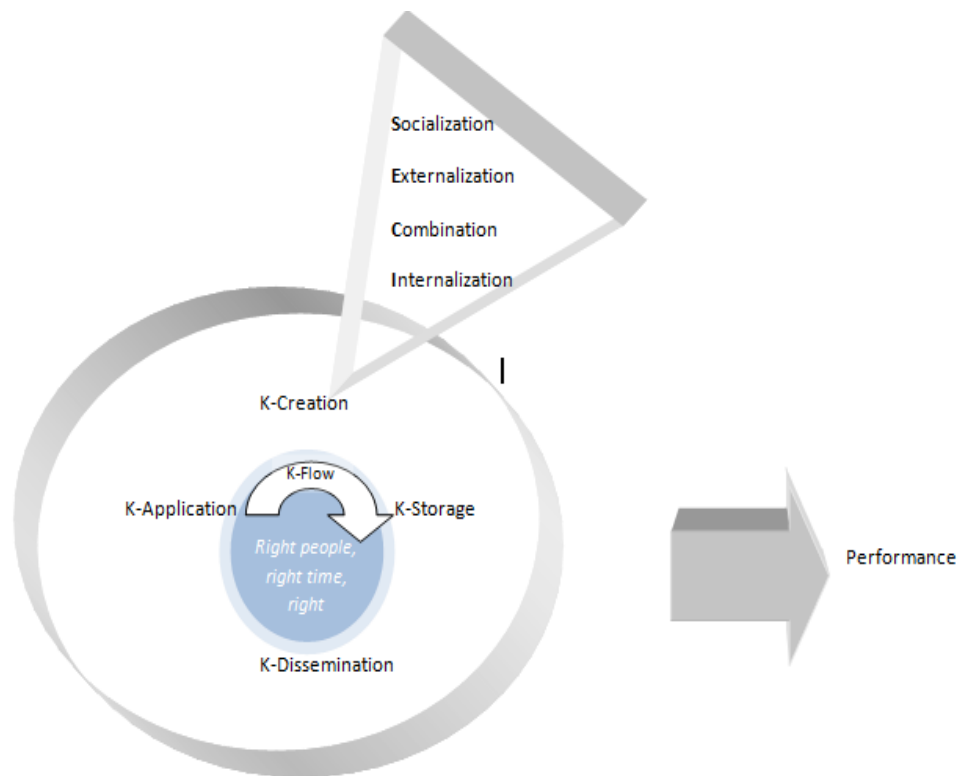 Socialization
Externalization
Combination
Internalization
K-Creation
K-Flow
K-Application
K-Storage
Right people,
right time,
right
K-Dissemination
Performance